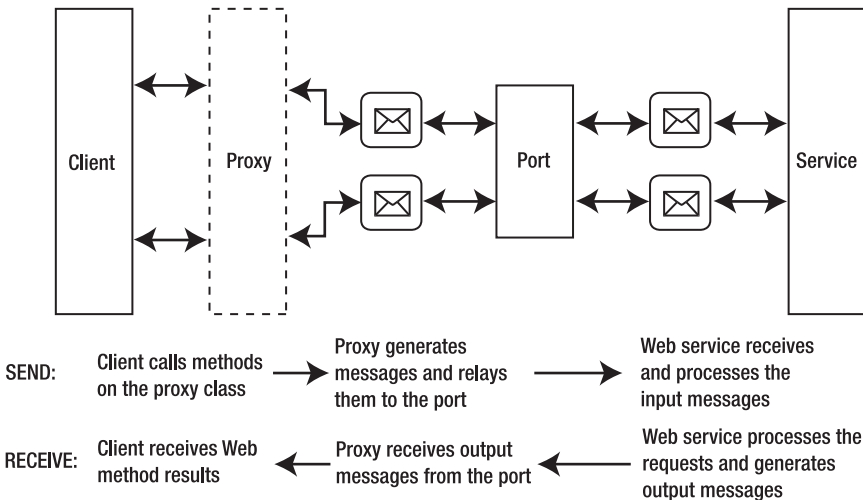 Client
Proxy
Port
Service
SEND:
Client calls methods
on the proxy class
Proxy generates
messages and relays
them to the port
Web service receives
and processes the
input messages
RECEIVE:
Client receives Web
method results
Proxy receives output
messages from the port
Web service processes the
requests and generates
output messages